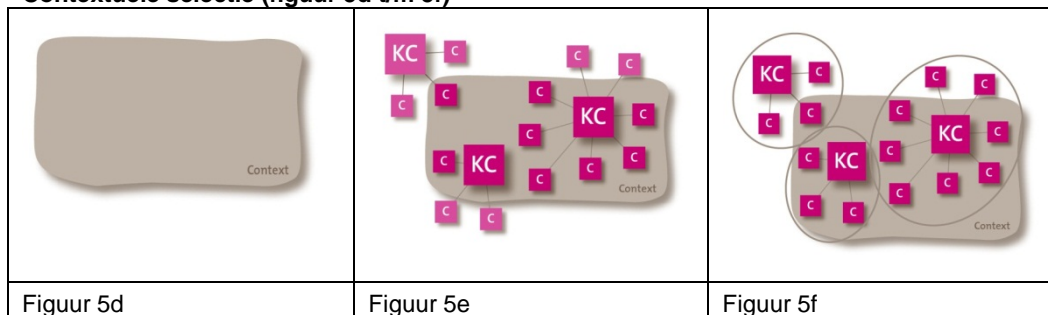 Contextuele selectie (figuur 5d t/m 5f)
Context
KC C
C C
C C
C KC C
C C C C
C KC
C C
Context
KC C
C C
C C
C KC C
C C C C
C KC
C C
Context
Figuur 5d
Figuur 5e
Figuur 5f